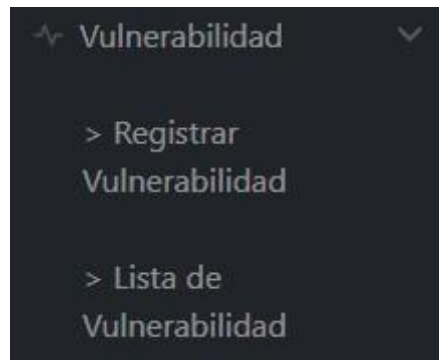 Vulnerabilidad
> Registrar
Vulnerabilidad
> Lista de
Vulnerabilidad